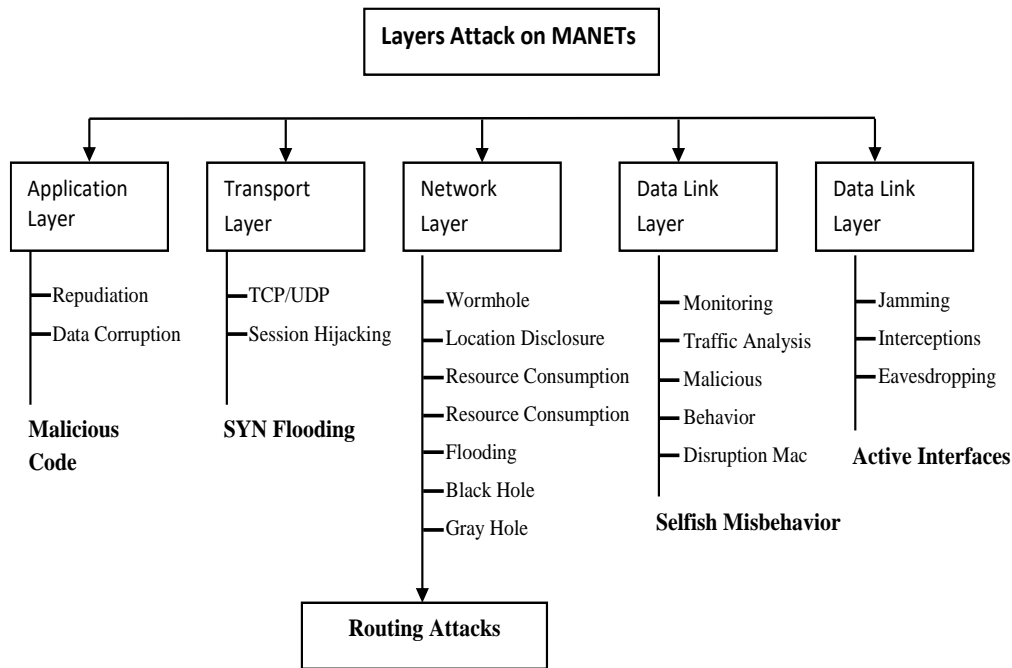 Layers Attack on MANETs
Application
Layer
Repudiation
Data Corruption
Malicious
Code
Transport
Layer
TCP/UDP
Session Hijacking
SYN Flooding
Network
Layer
Wormhole
Location Disclosure
Resource Consumption
Resource Consumption
Flooding
Black Hole
Gray Hole
Routing Attacks
Data Link
Layer
Monitoring
Traffic Analysis
Malicious
Behavior
Disruption Mac
Selfish Misbehavior
Data Link
Layer
Jamming
Interceptions
Eavesdropping
Active Interfaces